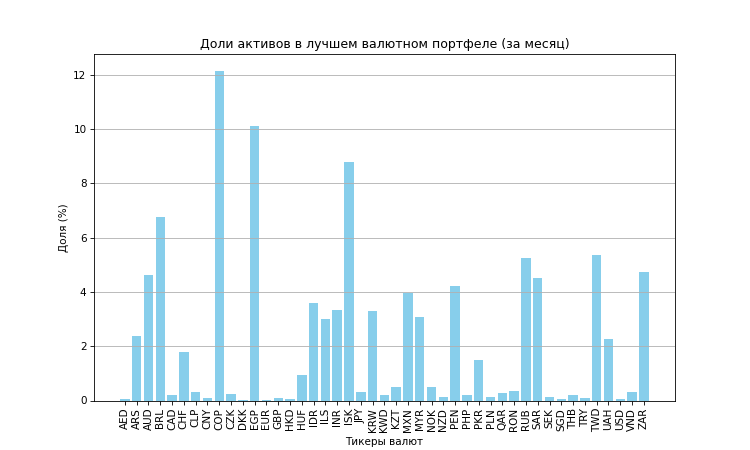 Доли активов в лучшем валютном портфеле (за месяц)
Доля (%)
12
10
8
6
4
2
0
AED ARS AUD BRL CAD CHF CLP CNY COP CZK DKK EGP EUR GBP HKD HUF IDR ILS INR ISK JPY KRW KWD KZT MXN MYR NOK NZD PEN PHP PKR PLN QAR RON RUB SAR SEK SGD THB TRY TWD UAH USD VND ZAR
Тикеры валют